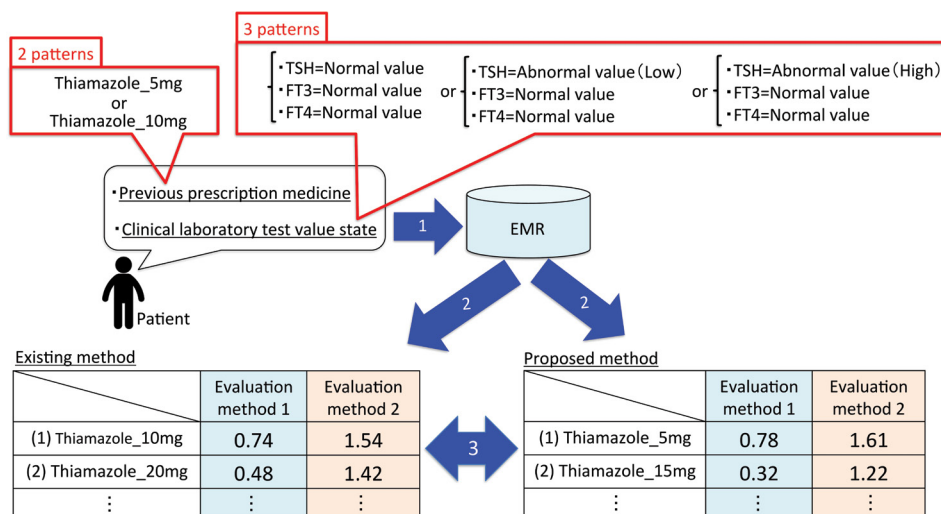 2 patterns
Thiamazole_5mg
or
Thiamazole_10mg
3 patterns
・TSH=Normal value
・FT3=Normal value
・FT4=Normal value
or
・TSH=Abnormal value(Low)
・FT3=Normal value
・FT4=Normal value
or
・TSH=Abnormal value(High)
・FT3=Normal value
・FT4=Normal value
・Previous prescription medicine
・Clinical laboratory test value state
Patient
1
EMR
2
2
Existing method
Evaluation method 1
Evaluation method 2
(1) Thiamazole_10mg 0.74 1.54
(2) Thiamazole_20mg 0.48 1.42
⋮ ⋮ ⋮
3
Proposed method
Evaluation method 1
Evaluation method 2
(1) Thiamazole_5mg 0.78 1.61
(2) Thiamazole_15mg 0.32 1.22
⋮ ⋮ ⋮